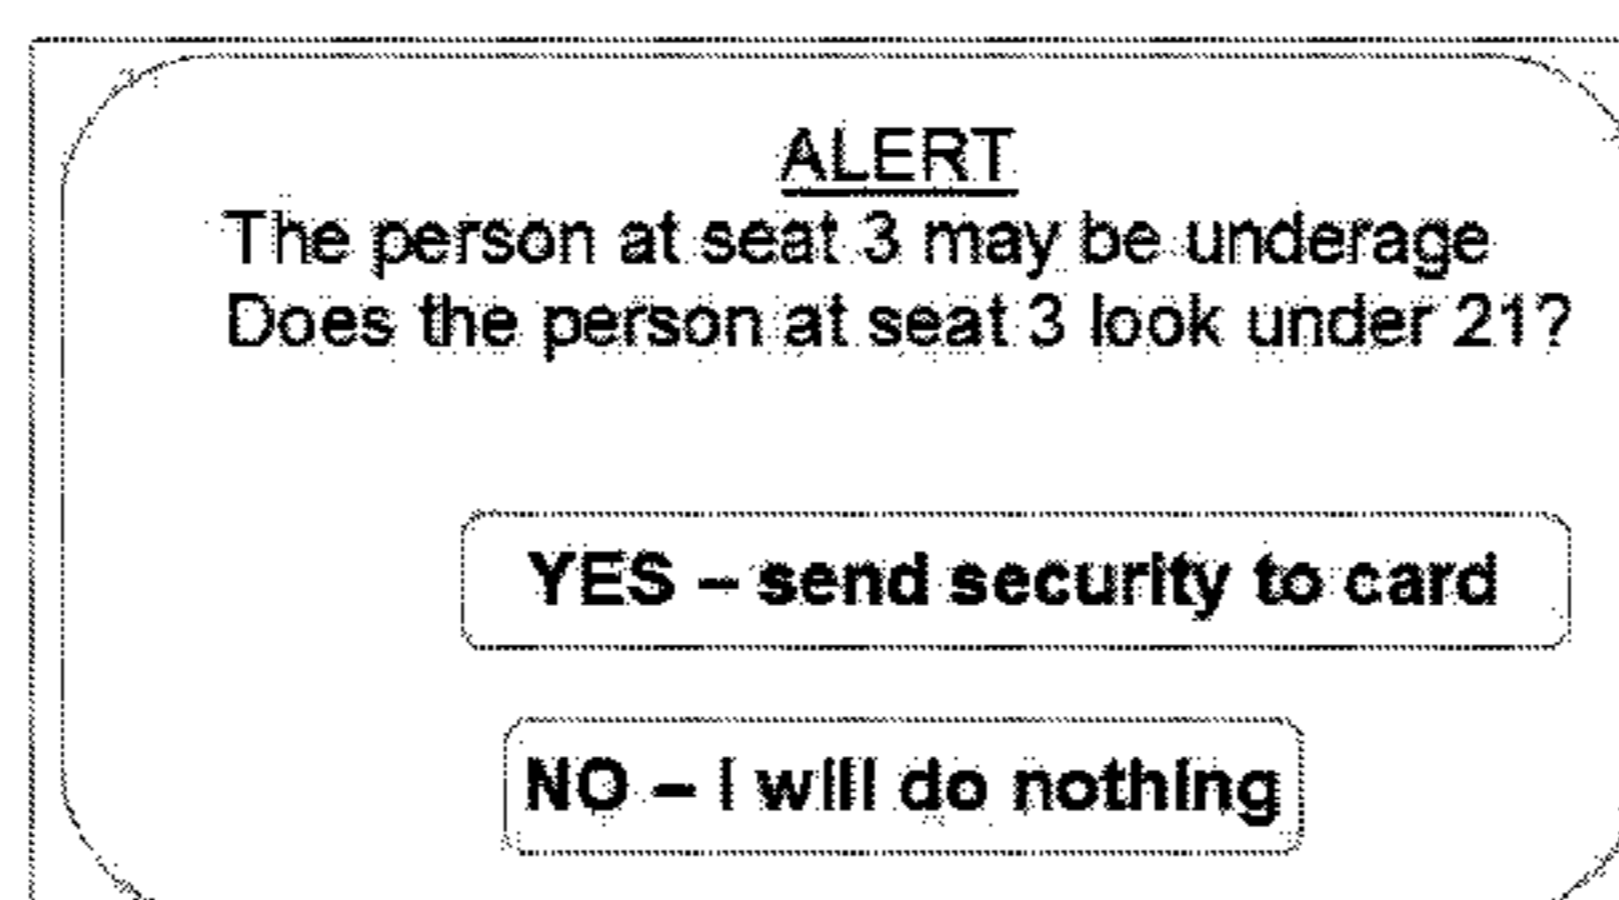 ALERT
The person at seat 3 may be underage
Does the person at seat 3 look under 21?
YES – send security to card
NO – I will do nothing